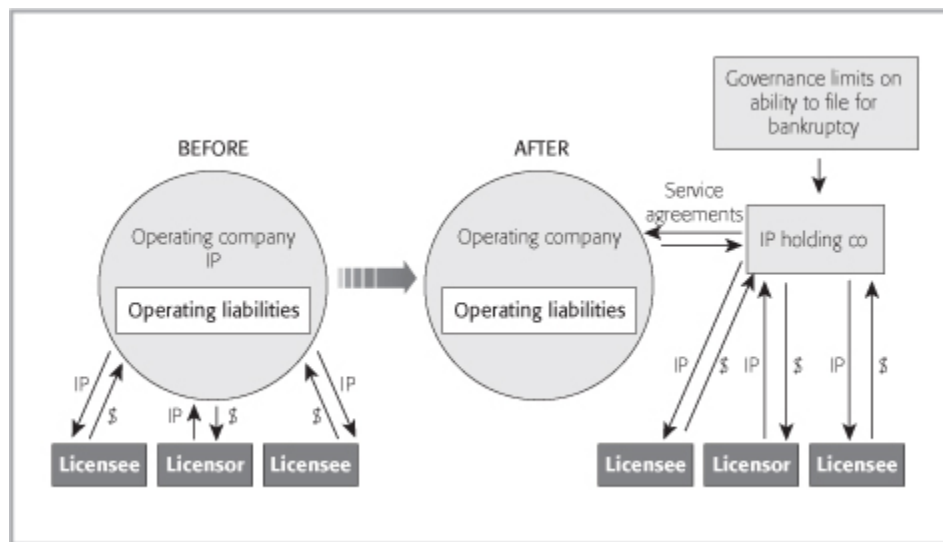 Governance limits on
ability to file for
bankruptcy
BEFORE
AFTER
Service
agreements
Operating company
IP
Operating liabilities
Operating company
Operating liabilities
IP holding co
IP
$
IP
$
$
IP
IP
$
IP
$
IP
$
Licensee
Licensor
Licensee
Licensee
Licensor
Licensee